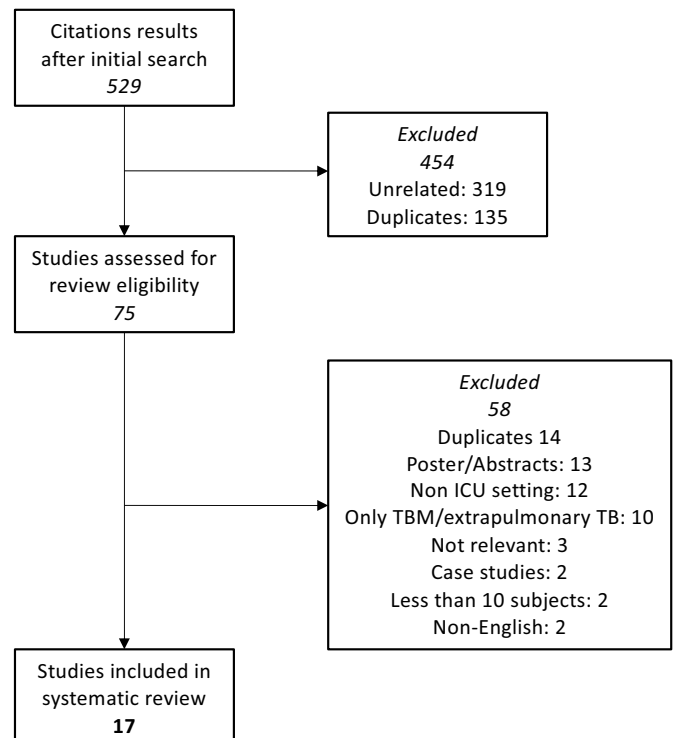 Citations results
after initial search
529
Excluded
454
Unrelated: 319
Duplicates: 135
Studies assessed for
review eligibility
75
Excluded
58
Duplicates 14
Poster/Abstracts: 13
Non ICU setting: 12
Only TBM/extrapulmonary TB: 10
Not relevant: 3
Case studies: 2
Less than 10 subjects: 2
Non-English: 2
Studies included in
systematic review
17